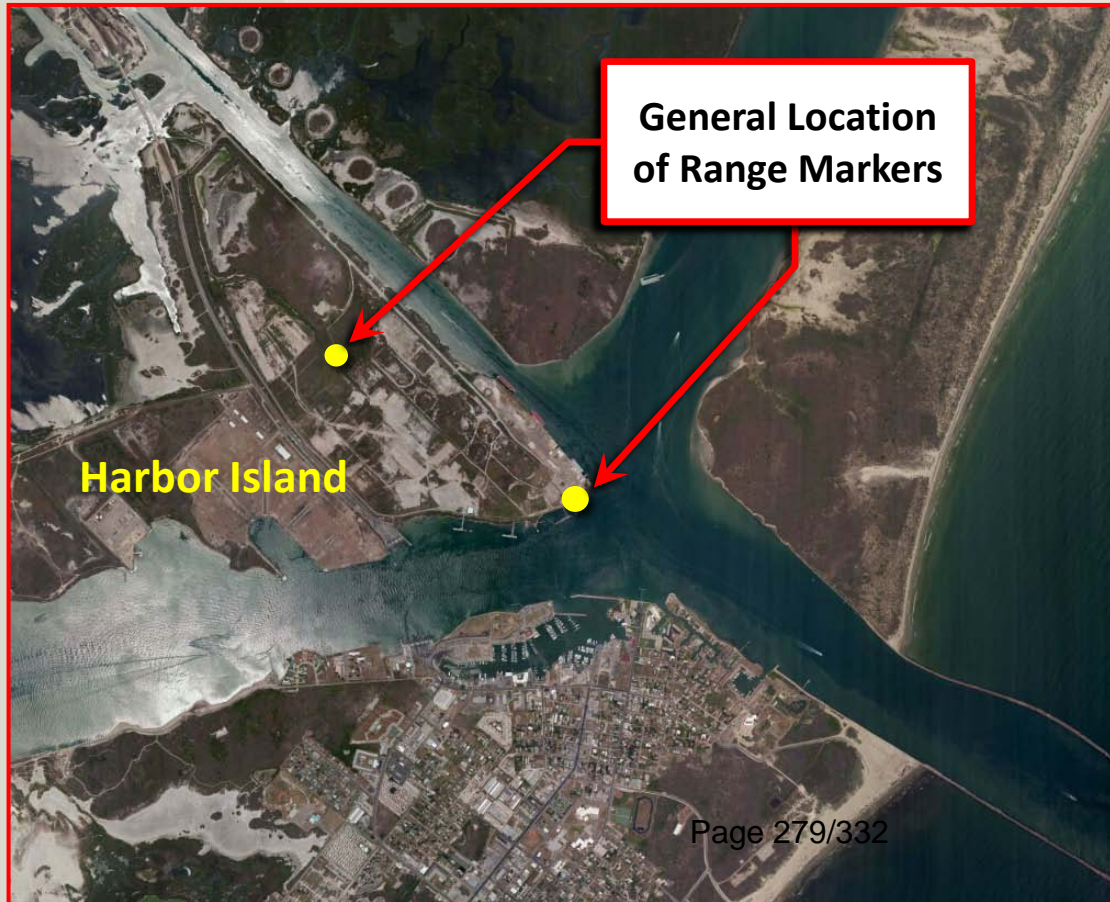 General Location
of Range Markers
Harbor Island
Page 279/332